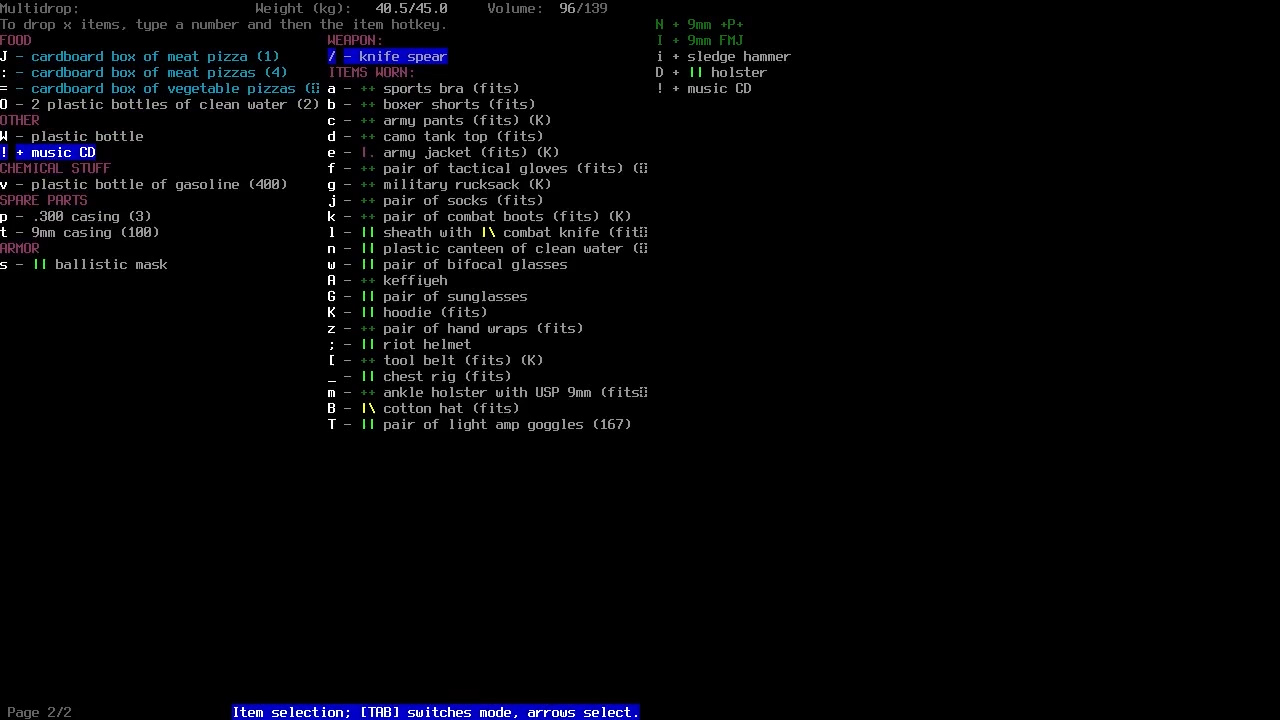 Multidrop: Weight (kg): 40.5/45.0 Volume: 96/139
To drop x items, type a number and then the item hotkey.
FOOD
J - cardboard box of meat pizza (1)
: - cardboard box of meat pizzas (4)
= - cardboard box of vegetable pizzas (
O - 2 plastic bottles of clean water (2)
OTHER
W - plastic bottle
! + music CD
CHEMICAL STUFF
v - plastic bottle of gasoline (400)
SPARE PARTS
p - .300 casing (3)
t - 9mm casing (100)
ARMOR
s - || ballistic mask
WEAPON:
/ - knife spear
ITEMS WORN:
a - ++ sports bra (fits)
b - ++ boxer shorts (fits)
c - ++ army pants (fits) (K)
d - ++ camo tank top (fits)
e - |. army jacket (fits) (K)
f - ++ pair of tactical gloves (fits) (
g - ++ military rucksack (K)
j - ++ pair of socks (fits)
k - ++ pair of combat boots (fits) (K)
l - || sheath with |\ combat knife (fit
n - || plastic canteen of clean water (
w - || pair of bifocal glasses
A - ++ keffiyeh
G - || pair of sunglasses
K - || hoodie (fits)
z - ++ pair of hand wraps (fits)
; - || riot helmet
[ - ++ tool belt (fits) (K)
_ - || chest rig (fits)
m - ++ ankle holster with USP 9mm (fits
B - |\ cotton hat (fits)
T - || pair of light amp goggles (167)
N + 9mm +P+
I + 9mm FMJ
i + sledge hammer
D + || holster
! + music CD
Page 2/2
Item selection; [TAB] switches mode, arrows select.